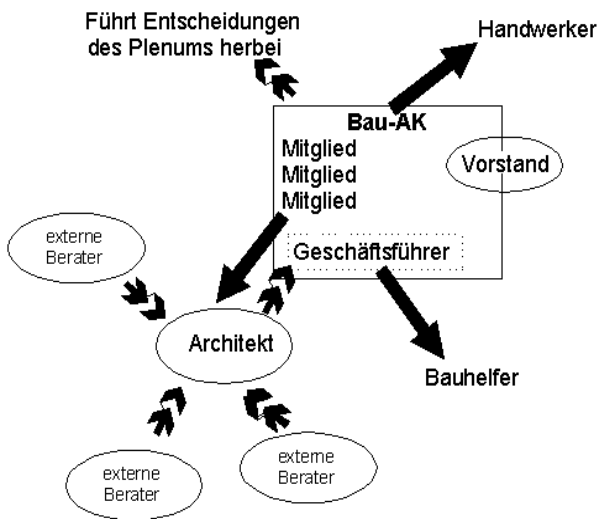 Führt Entscheidungen
des Plenums herbei
Handwerker
Bau-AK
Mitglied
Mitglied
Mitglied
Vorstand
Geschäftsführer
externe
Berater
Architekt
Bauhelfer
externe
Berater
externe
Berater